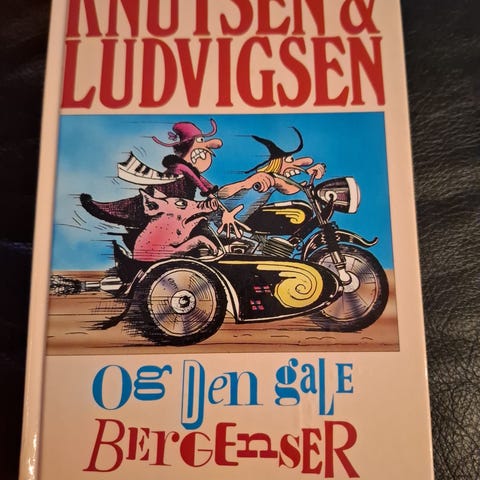 KNUTSEN &
LUDVIGSEN
Og Den gaLE
BERGEnSER